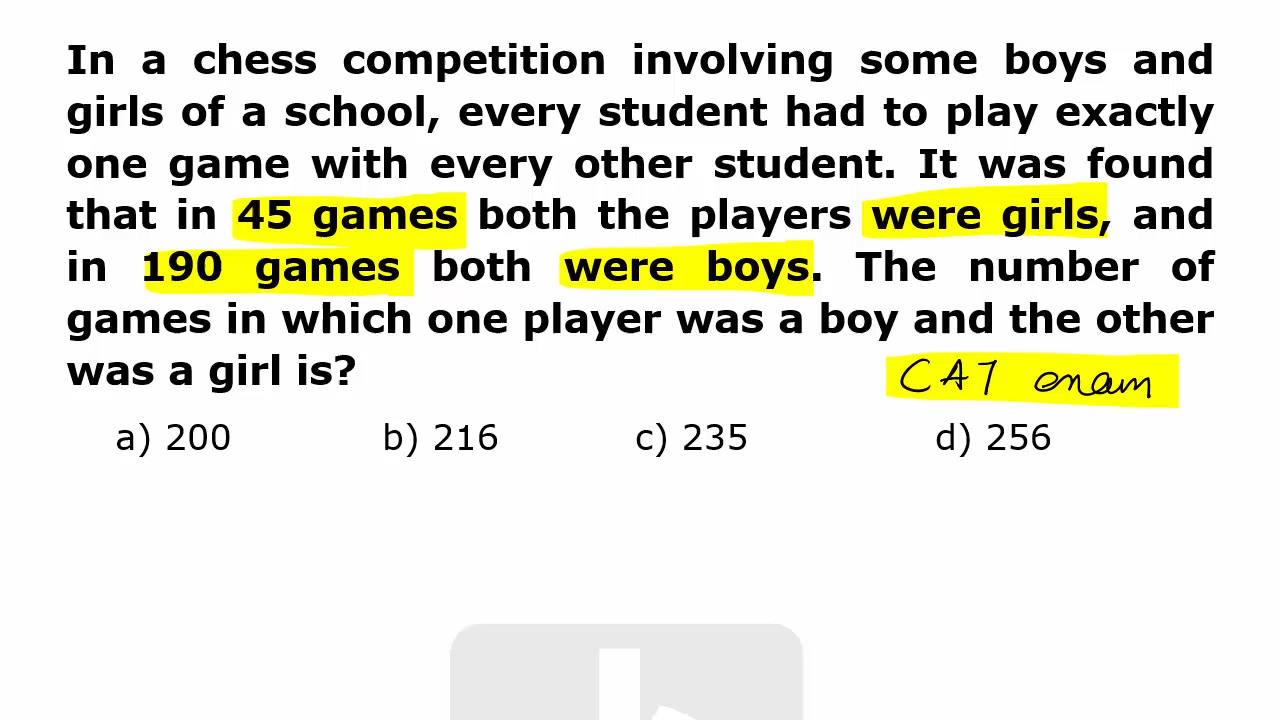 In a chess competition involving some boys and
girls of a school, every student had to play exactly
one game with every other student. It was found
that in 45 games both the players were girls, and
in 190 games both were boys. The number of
games in which one player was a boy and the other
was a girl is?
CAT enam
a) 200 b) 216 c) 235 d) 256